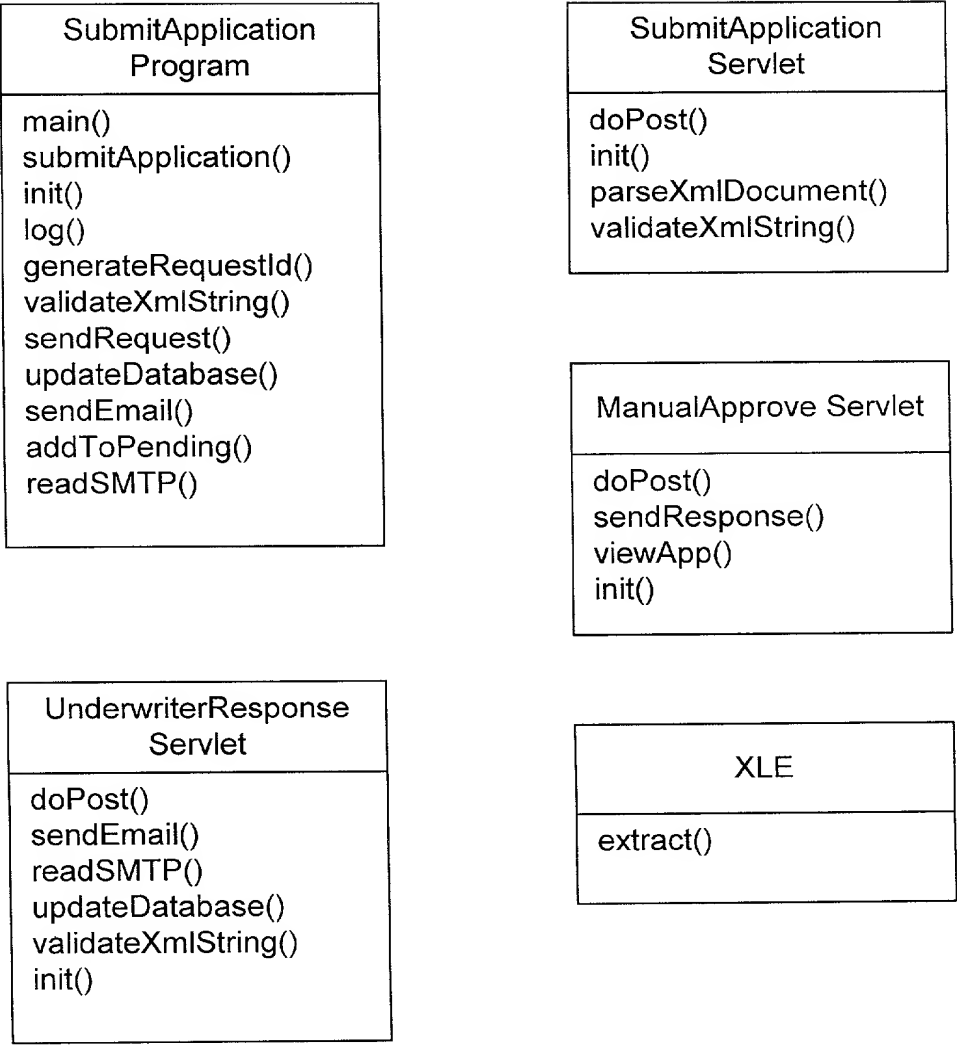 SubmitApplication
Program
main()
submitApplication()
init()
log()
generateRequestId()
validateXmlString()
sendRequest()
updateDatabase()
sendEmail()
addToPending()
readSMTP()
SubmitApplication
Servlet
doPost()
init()
parseXmlDocument()
validateXmlString()
ManualApprove Servlet
doPost()
sendResponse()
viewApp()
init()
UnderwriterResponse
Servlet
doPost()
sendEmail()
readSMTP()
updateDatabase()
validateXmlString()
init()
XLE
extract()